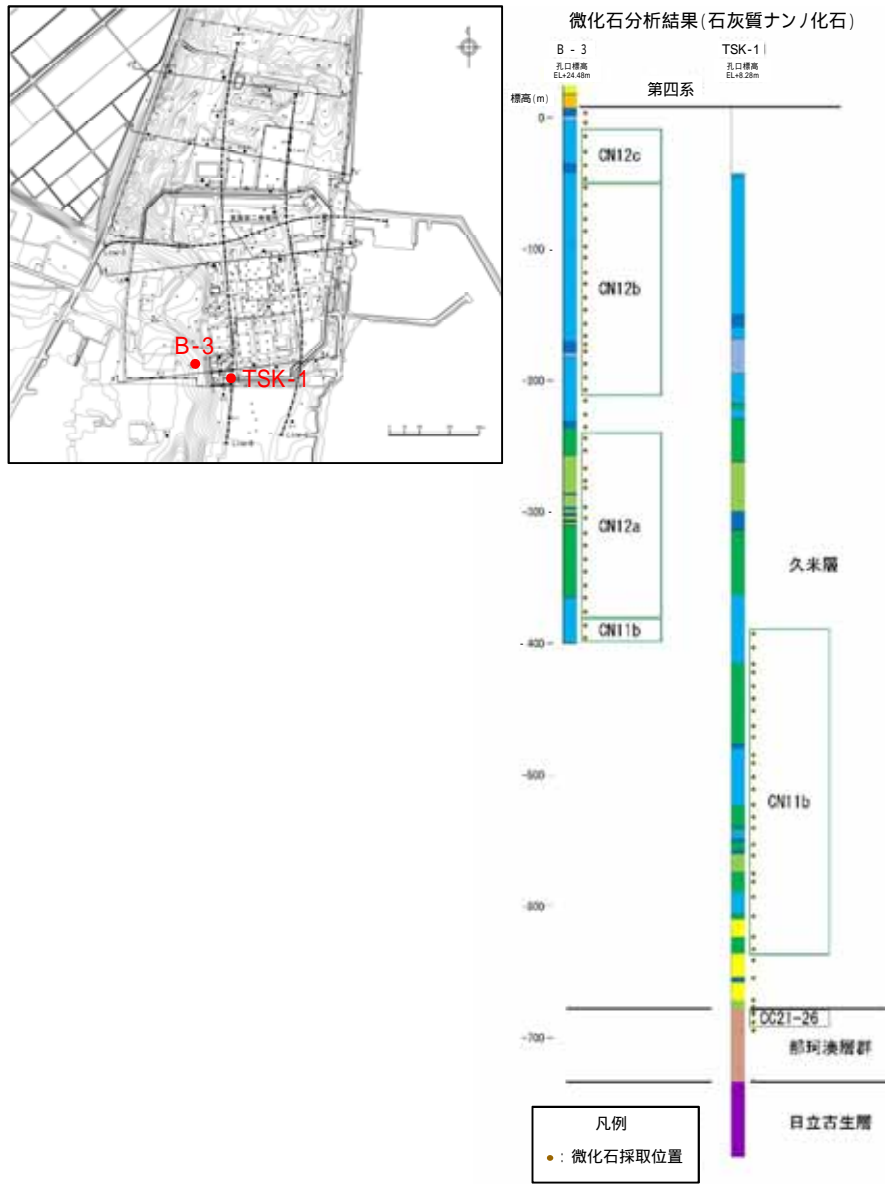 微化石分析結果(石灰質ナンノ化石)
B - 3
孔口標高
EL+24.48m
TSK-1
孔口標高
EL+8.28m
標高(m)
第四系
B-3
TSK-1
0
-100
-200
-300
-400
-500
-600
-700
CN12c
CN12b
CN12a
CN11b
CN11b
CC21-26
久米層
那珂湊層群
日立古生層
凡例
: 微化石採取位置